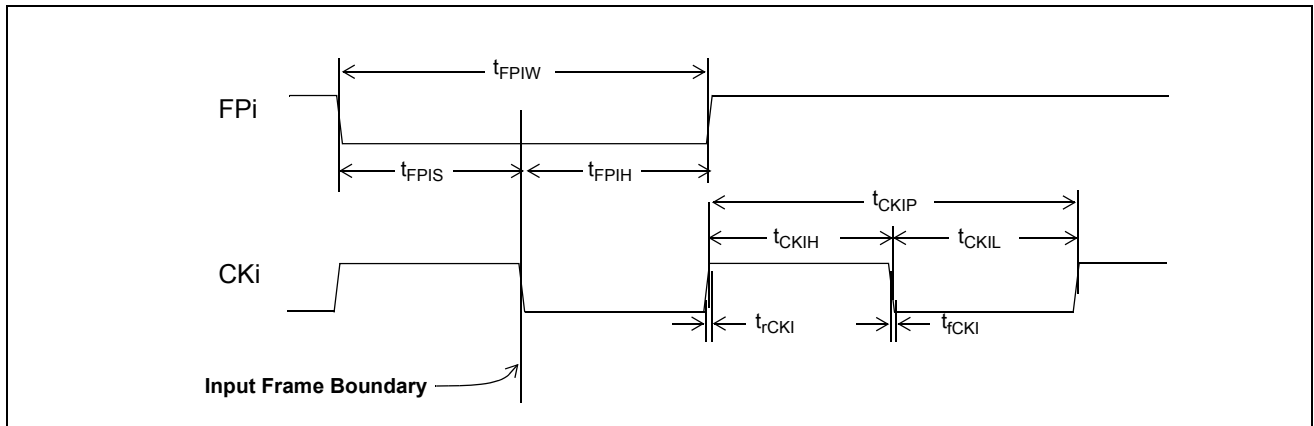 tFPIW
FPi
tFPIS
tFPIH
tCKIP
tCKIH
tCKIL
CKi
trCKI
tfCKI
Input Frame Boundary